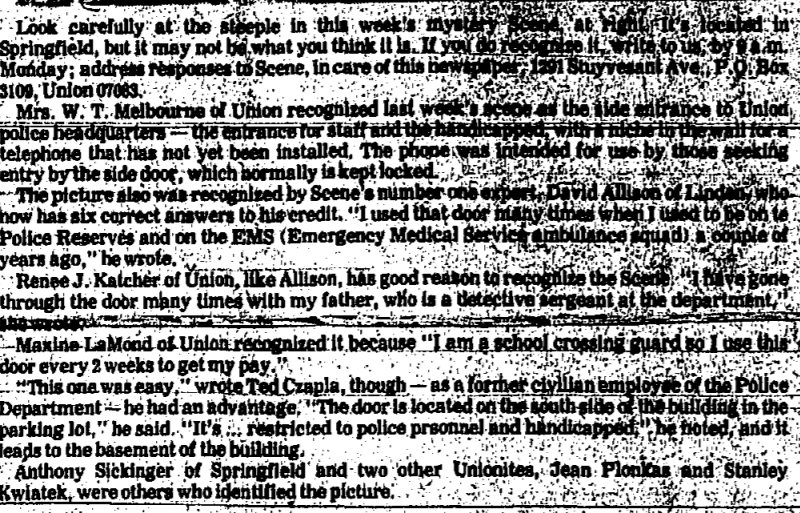 Look carefully at the steeple in this week's mystery Scene, at right. It's located in
Springfield, but it may not be what you think it is. If you do recognize it, write to us, by 9 a.m.
Monday; address responses to Scene, in care of this newspaper, 1291 Stuyvesant Ave., P.O. Box
3109, Union 07083.
Mrs. W. T. Melbourne of Union recognized last week's scene as the side entrance to Union
police headquarters — the entrance for staff and the handicapped, with a niche in the wall for a
telephone that has not yet been installed. The phone was intended for use by those seeking
entry by the side door, which normally is kept locked.
The picture also was recognized by Scene's number one expert, David Allison of Linden, who
now has six correct answers to his credit. "I used that door many times when I used to be on te
Police Reserves and on the EMS (Emergency Medical Service ambulance squad) a couple of
years ago," he wrote.
Renee J. Katcher of Union, like Allison, has good reason to recognize the Scene. "I have gone
through the door many times with my father, who is a detective sergeant at the department,"
she wrote.
Maxine LaMond of Union recognized it because "I am a school crossing guard so I use this
door every 2 weeks to get my pay."
"This one was easy," wrote Ted Czapla, though — as a former civilian employee of the Police
Department — he had an advantage. "The door is located on the south side of the building in the
parking lot," he said. "It's ... restricted to police prsonnel and handicapped," he noted, and it
leads to the basement of the building.
Anthony Sickinger of Springfield and two other Unionites, Jean Plonkas and Stanley
Kwiatek, were others who identified the picture.